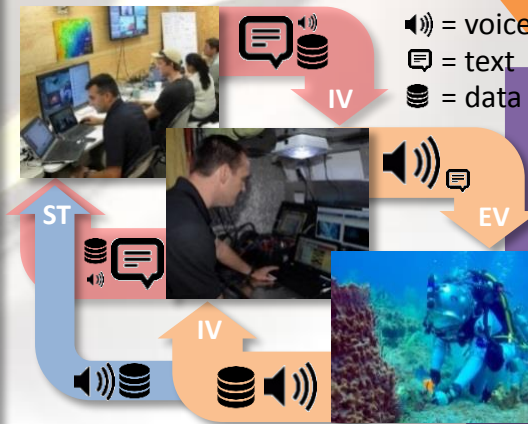 = voice
= text
= data
IV
EV
ST
IV